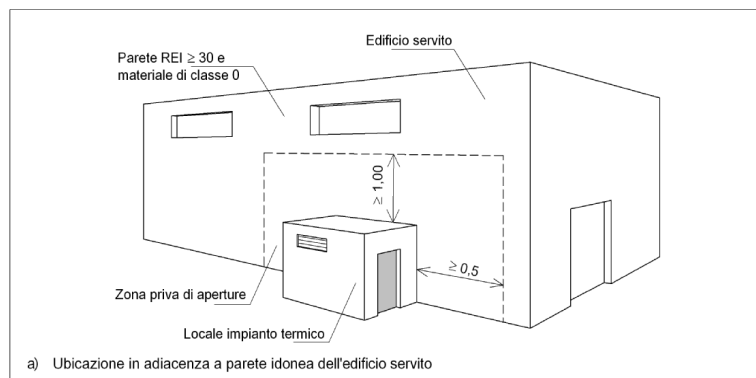 Edificio servito
Parete REI ≥ 30 e
materiale di classe 0
≥ 1,00
≥ 0,5
Zona priva di aperture
Locale impianto termico
a) Ubicazione in adiacenza a parete idonea dell'edificio servito